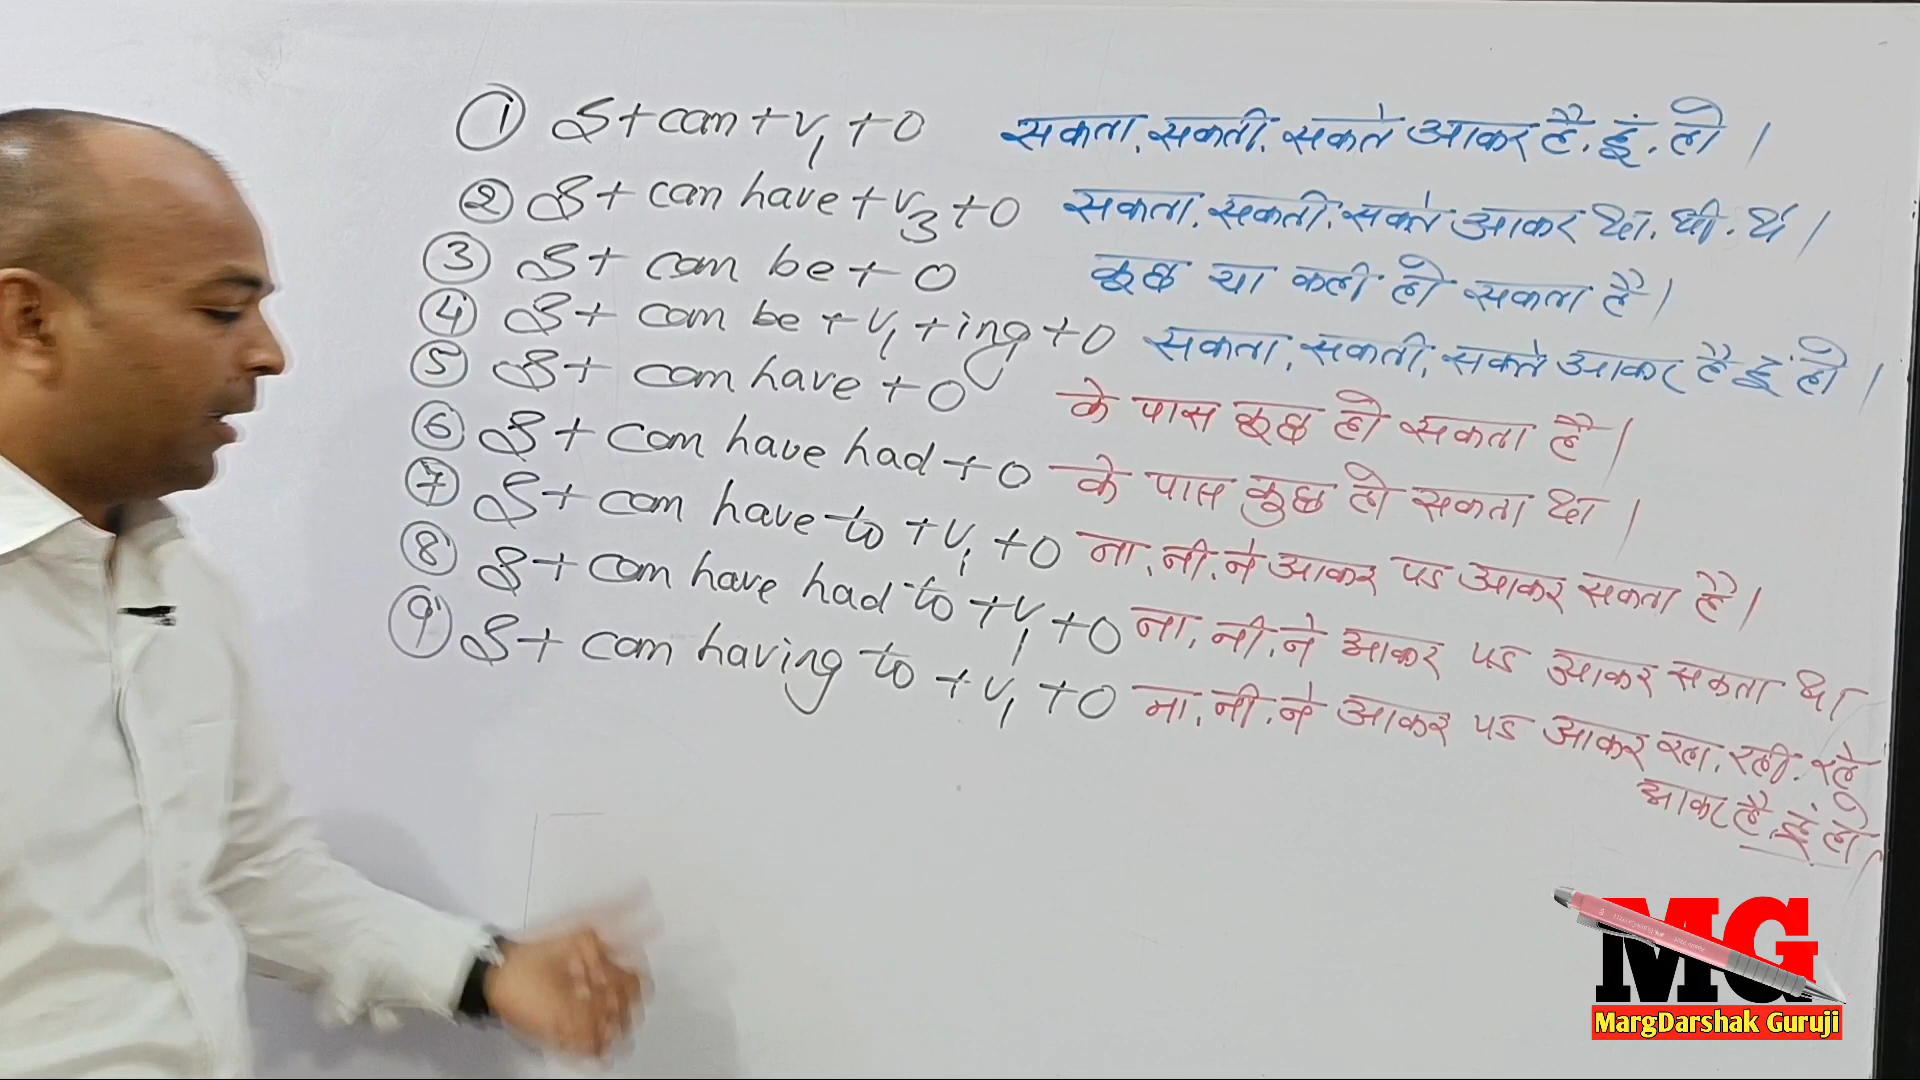 ① S + can + V₁ + O सकता, सकती, सकते आकर है, हूं, हो।
② S + can have + V₃ + O सकता, सकती, सकते आकर था, थी, थे।
③ S + can be + O कुछ या कही हो सकता है।
④ S + can be + V₁ + ing + O सकता, सकती, सकते आकर है हूं हो।
⑤ S + can have + O के पास कुछ हो सकता है।
⑥ S + can have had + O के पास कुछ हो सकता था।
⑦ S + can have to + V₁ + O ना, नी, ने आकर पड आकर सकता है।
⑧ S + can have had to + V₁ + O ना, नी, ने आकर पड आकर सकता था
⑨ S + can having to + V₁ + O ना, नी, ने आकर पड आकर रहा, रही, रहे
आकर है, हूं हो।
MG
MargDarshak Guruji